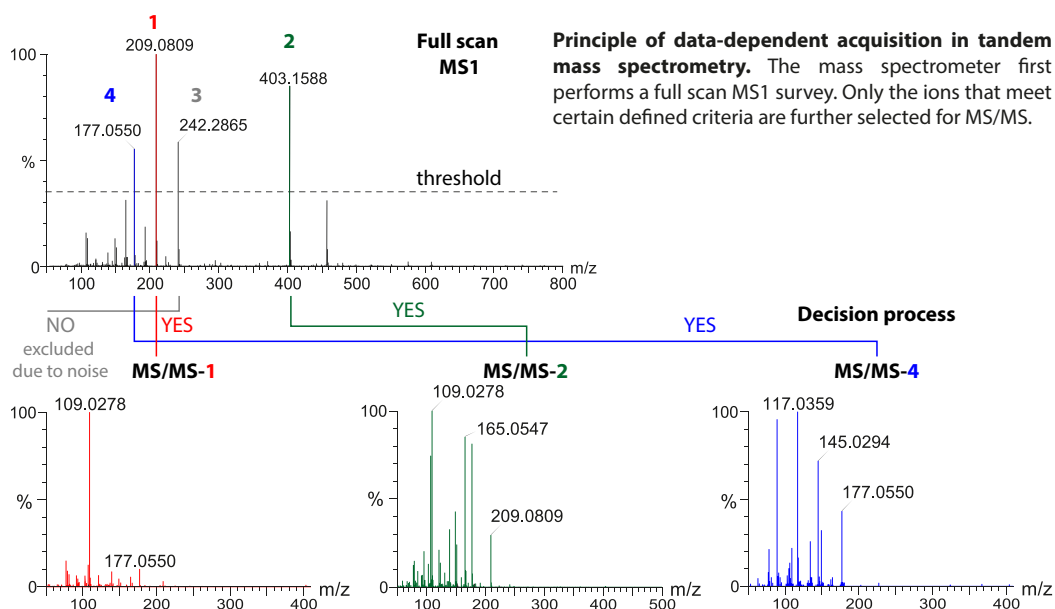 1
209.0809
2
Full scan
MS1
Principle of data-dependent acquisition in tandem
mass spectrometry. The mass spectrometer first
performs a full scan MS1 survey. Only the ions that meet
certain defined criteria are further selected for MS/MS.
100
403.1588
4
3
177.0550
242.2865
%
threshold
0
m/z
100 200 300 400 500 600 700 800
NO
YES
YES
YES
Decision process
excluded
due to noise
MS/MS-1
MS/MS-2
MS/MS-4
100
109.0278
%
177.0550
0
m/z
100 200 300 400
100
109.0278
165.0547
%
209.0809
0
m/z
100 200 300 400 500
100
117.0359
145.0294
%
177.0550
0
m/z
100 200 300 400